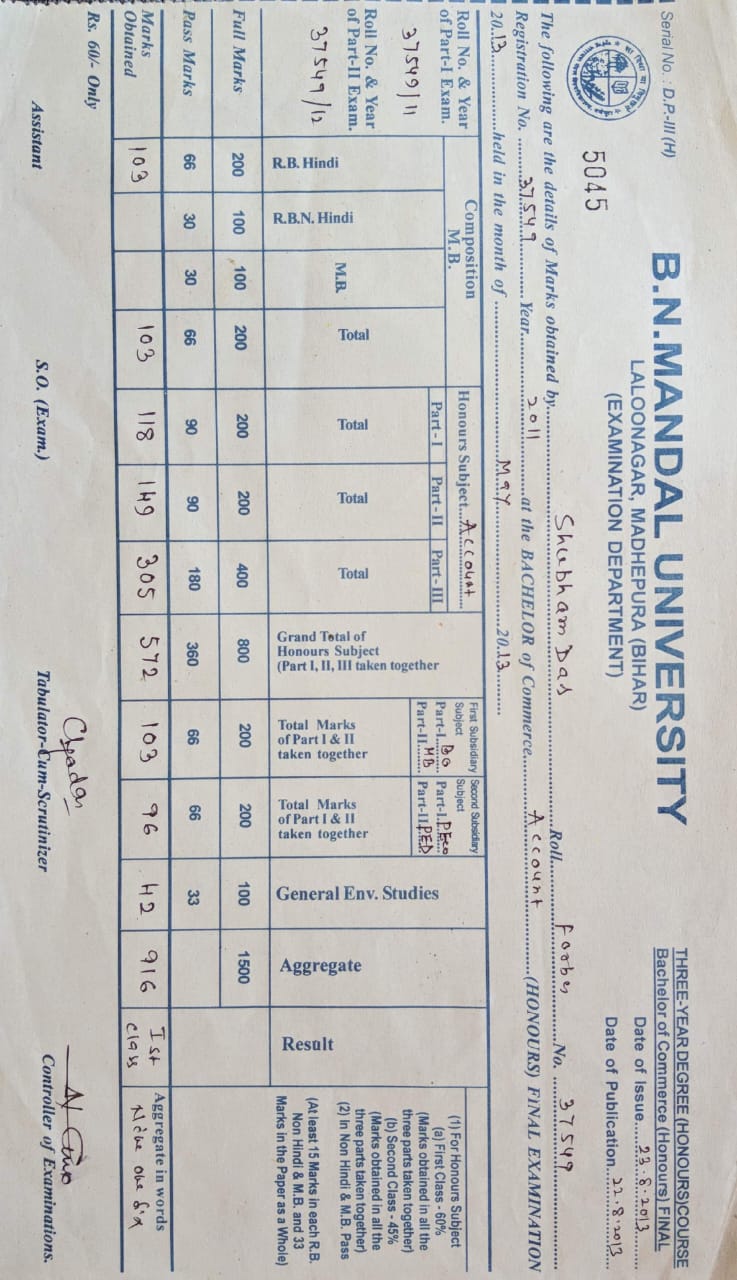 Serial No. : D.P.-III (H)
5045
B.N.MANDAL UNIVERSITY
LALOONAGAR, MADHEPURA (BIHAR)
(EXAMINATION DEPARTMENT)
THREE-YEAR DEGREE (HONOURS)COURSE
Bachelor of Commerce (Honours) FINAL
Date of Issue......23.8.2013...
Date of Publication...22.8.2013...
The following are the details of Marks obtained by....Shubham Das....Roll....Forbes....No. ....37549....
Registration No. ....37549.... Year....2011....at the BACHELOR of Commerce....Account....(HONOURS) FINAL EXAMINATION
20.13....held in the month of ....May....20.13....
Roll No. & Year
of Part-I Exam.
37549/11
Roll No. & Year
of Part-II Exam.
37549/12
Composition
M.B.
R.B. Hindi
R.B.N. Hindi
M.B.
Total
Honours Subject...Account...
Part-I
Part-II
Part-III
Total
Total
Total
Grand Total of
Honours Subject
(Part I, II, III taken together
First Subsidiary
Subject
Part-I....BO
Part-II....MB
Total Marks
of Part I & II
taken together
Second Subsidiary
Subject
Part-I.P.Eco
Part-II.PED
Total Marks
of Part I & II
taken together
General Env. Studies
Aggregate
Result
(1) For Honours Subject
(a) First Class - 60%
(Marks obtained in all the
three parts taken together)
(b) Second Class - 45%
(Marks obtained in all the
three parts taken together)
(2) In Non Hindi & M.B. Pass
(At least 15 Marks in each R.B.
Non Hindi & M.B. and 33
Marks in the Paper as a Whole)
Full Marks 200 100 100 200 200 200 400 800 200 200 100 1500
Pass Marks 66 30 30 66 90 90 180 360 66 66 33
Marks
Obtained
103 103 118 149 305 572 103 96 42 916 Ist
class
Aggregate in words
Nine one six
Rs. 60/- Only
Assistant
S.O. (Exam.)
Tabulator-Cum-Scrutinizer
Controller of Examinations.